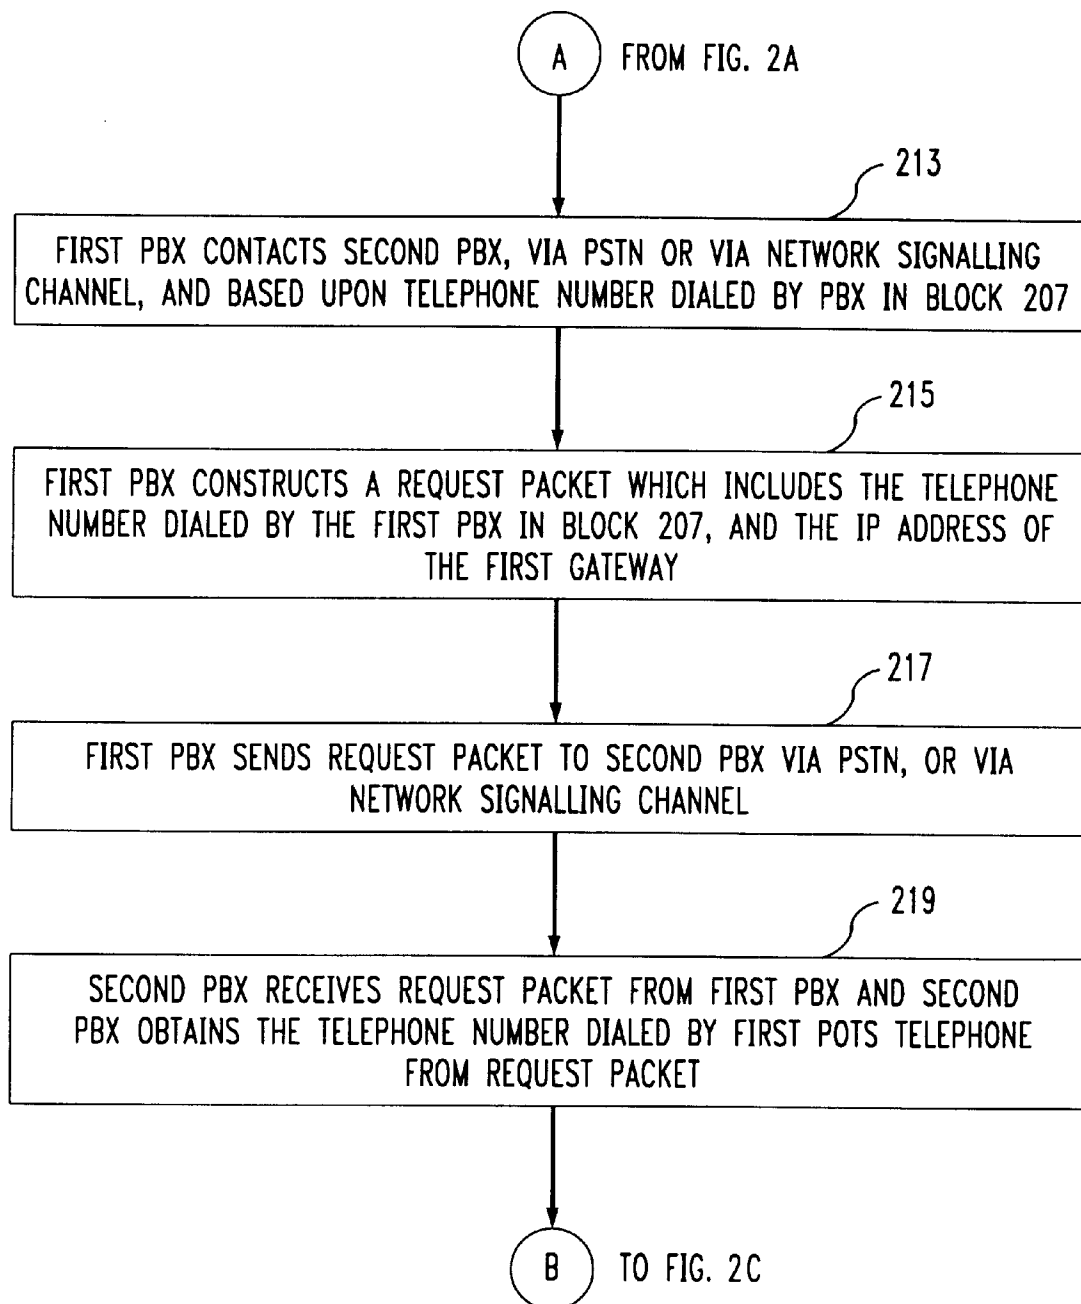 A FROM FIG. 2A
213
FIRST PBX CONTACTS SECOND PBX, VIA PSTN OR VIA NETWORK SIGNALLING
CHANNEL, AND BASED UPON TELEPHONE NUMBER DIALED BY PBX IN BLOCK 207
215
FIRST PBX CONSTRUCTS A REQUEST PACKET WHICH INCLUDES THE TELEPHONE
NUMBER DIALED BY THE FIRST PBX IN BLOCK 207, AND THE IP ADDRESS OF
THE FIRST GATEWAY
217
FIRST PBX SENDS REQUEST PACKET TO SECOND PBX VIA PSTN, OR VIA
NETWORK SIGNALLING CHANNEL
219
SECOND PBX RECEIVES REQUEST PACKET FROM FIRST PBX AND SECOND
PBX OBTAINS THE TELEPHONE NUMBER DIALED BY FIRST POTS TELEPHONE
FROM REQUEST PACKET
B TO FIG. 2C